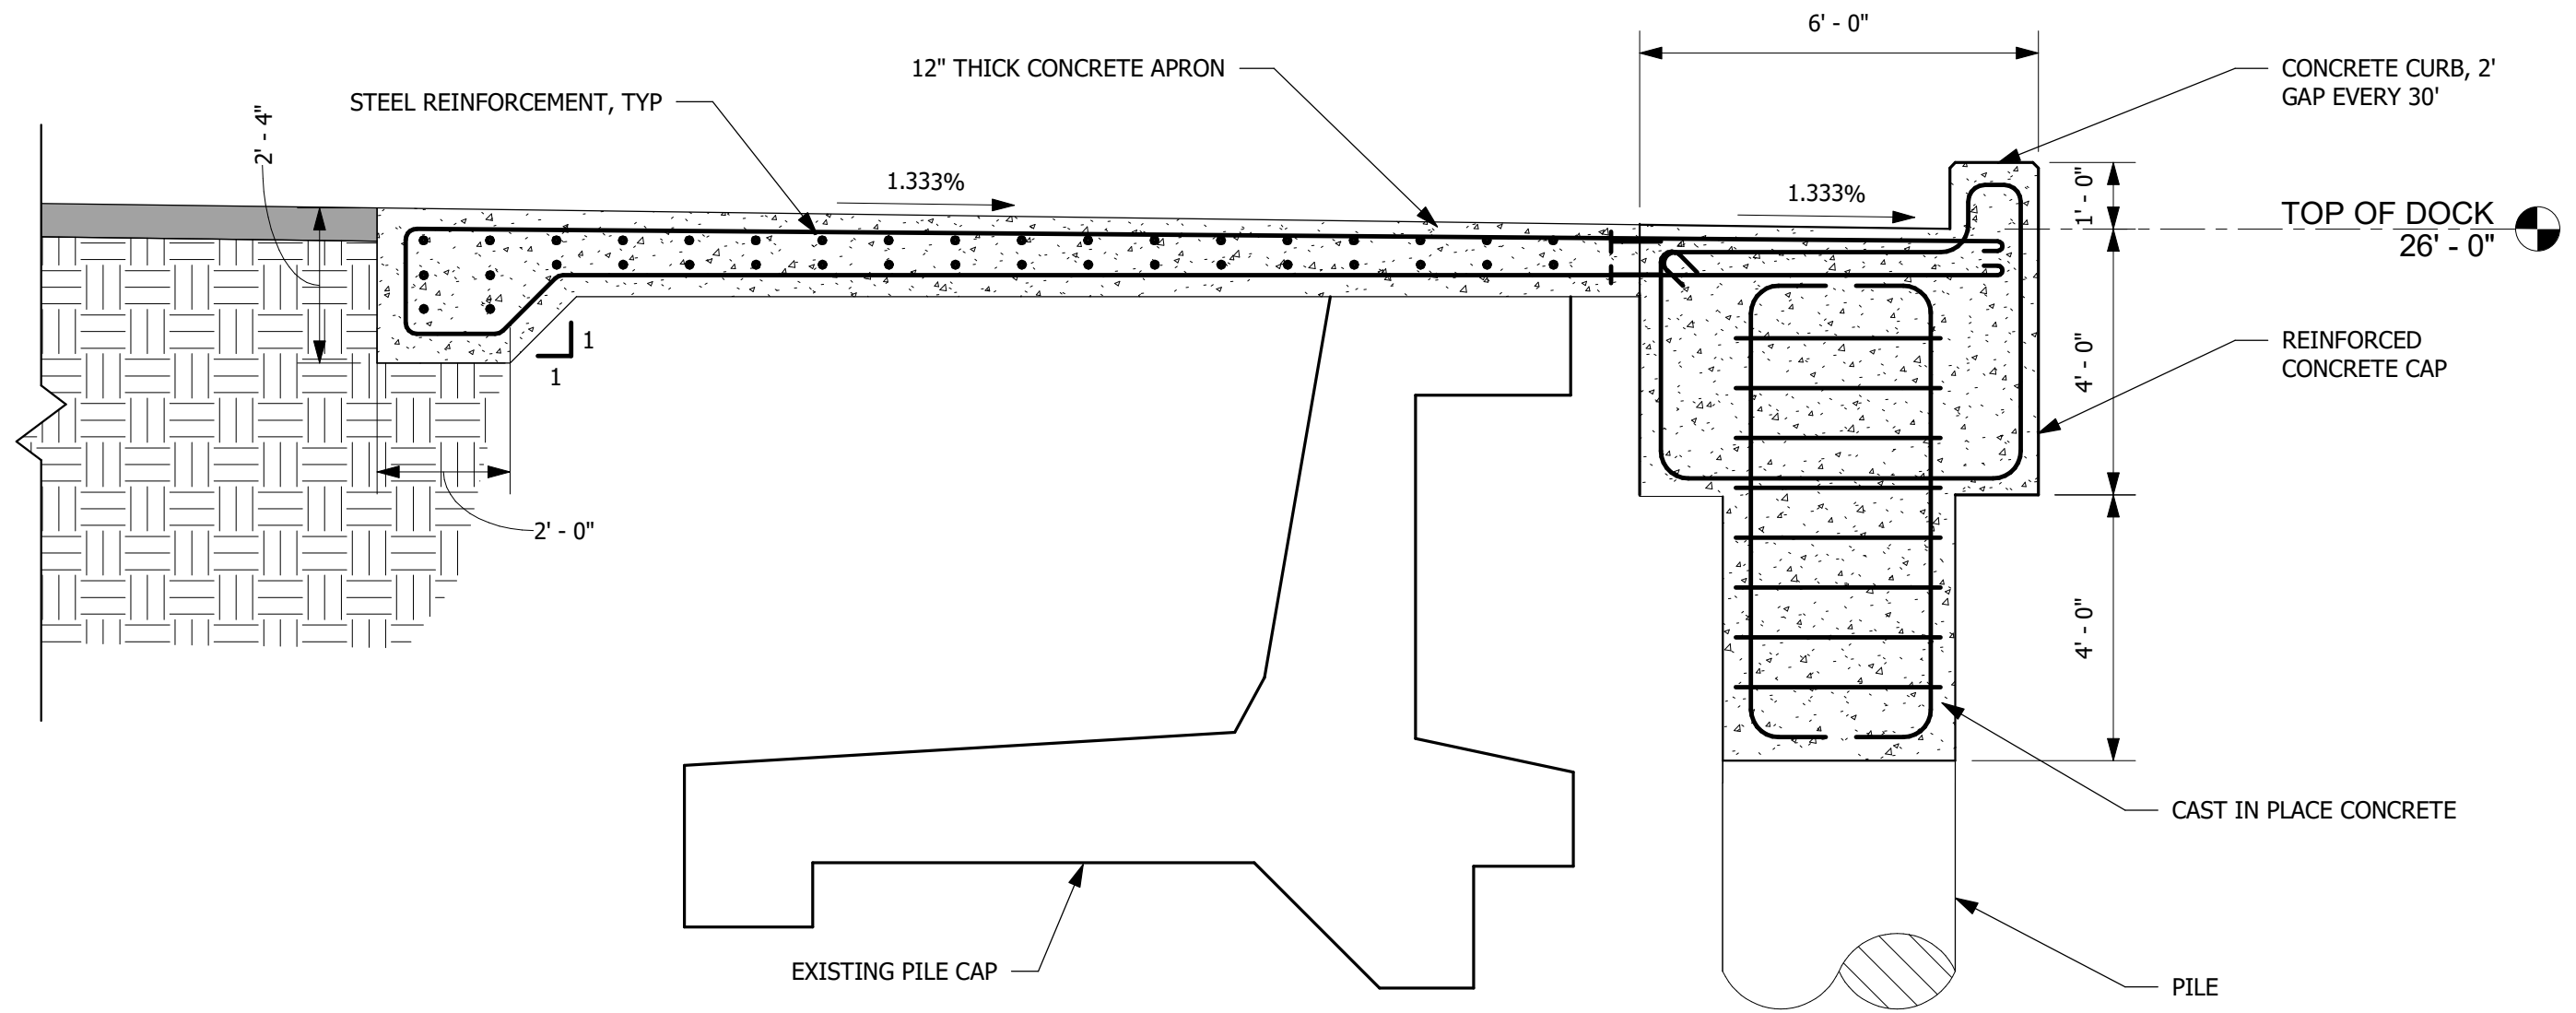 6' - 0"
12" THICK CONCRETE APRON
CONCRETE CURB, 2'
GAP EVERY 30'
STEEL REINFORCEMENT, TYP
2' - 4"
1.333%
1.333%
1' - 0"
TOP OF DOCK
26' - 0"
1
1
REINFORCED
CONCRETE CAP
4' - 0"
2' - 0"
4' - 0"
CAST IN PLACE CONCRETE
EXISTING PILE CAP
PILE